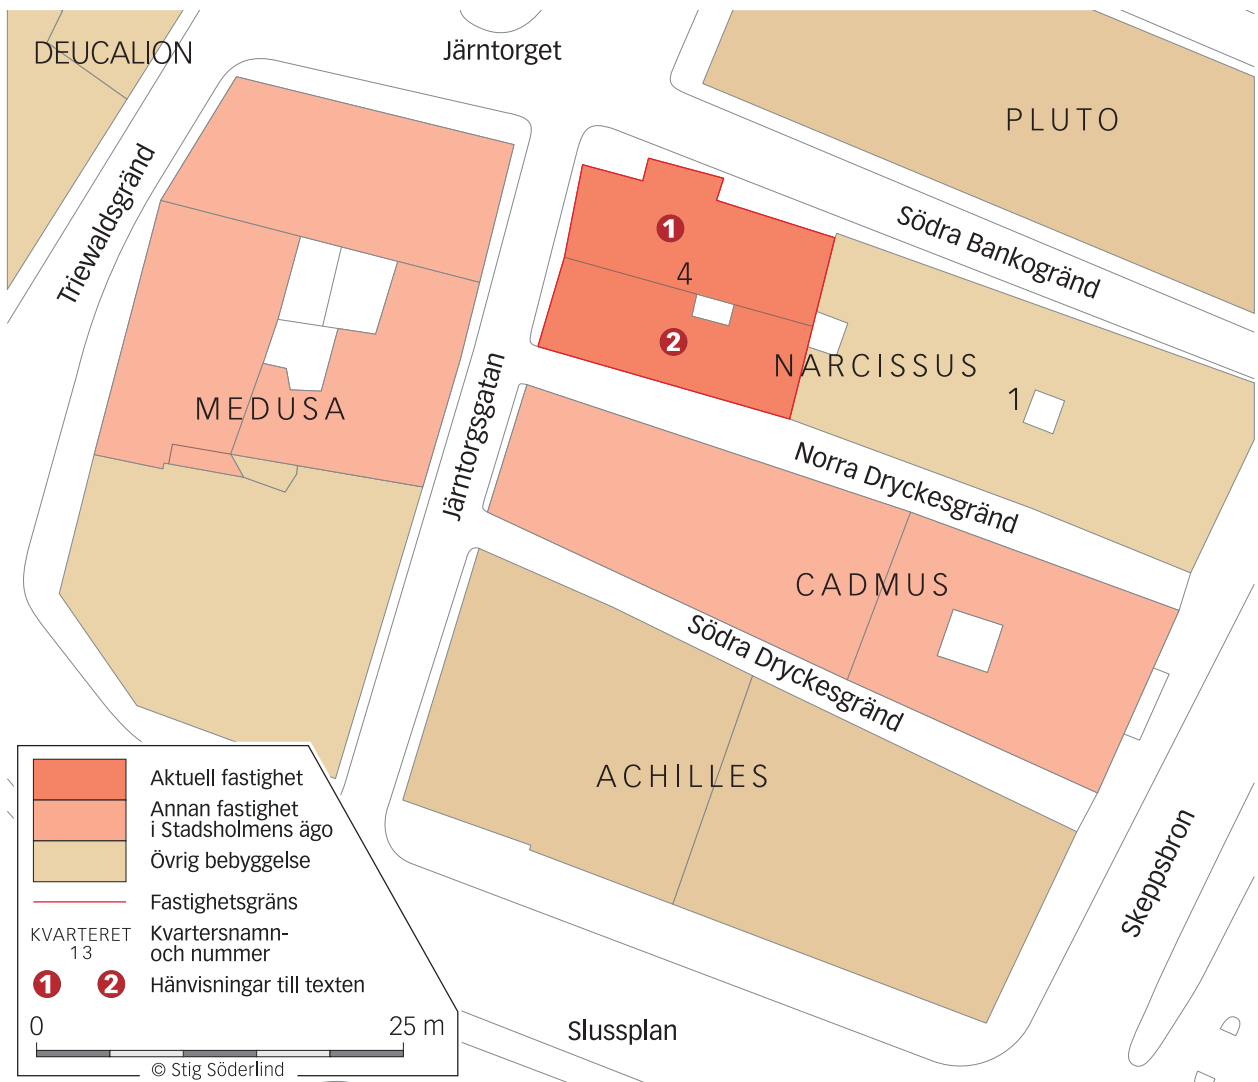 DEUCALION
Järntorget
PLUTO
Triewaldsgränd
1
Södra Bankogränd
4
2
NARCISSUS
1
MEDUSA
Järntorgsgatan
Norra Dryckesgränd
CADMUS
Södra Dryckesgränd
ACHILLES
Skeppsbron
Slussplan
Aktuell fastighet
Annan fastighet
i Stadsholmens ägo
Övrig bebyggelse
Fastighetsgräns
KVARTERET
13
Kvartersnamn-
och nummer
1 2 Hänvisningar till texten
0 25 m
© Stig Söderlind